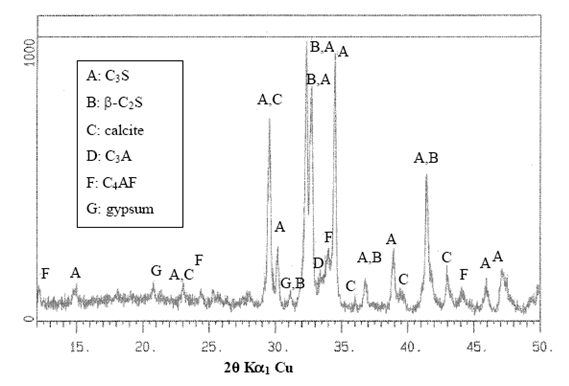 1000
A: C₃S
B: β-C₂S
C: calcite
D: C₃A
F: C₄AF
G: gypsum
B,A
A
B,A
A,C
A,B
A
F
A
D
A,B
A
C
C
F
A
A
F
A
G
A,C
F
G,B
C
0
15. 20. 25. 30. 35. 40. 45. 50.
2θ Kα₁ Cu